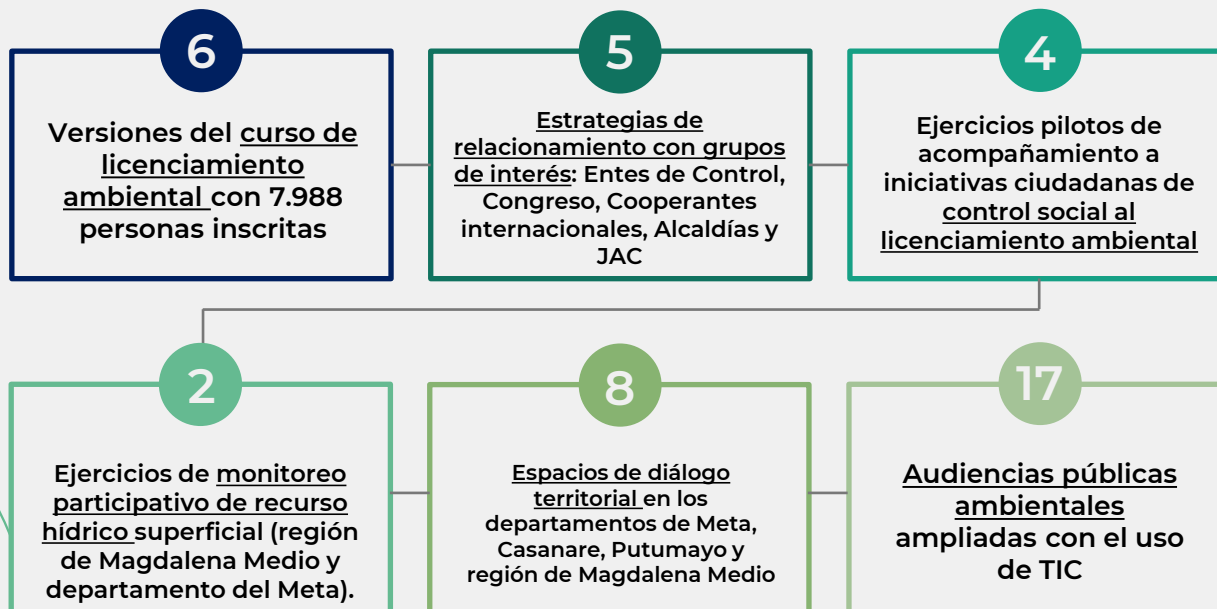 6
Versiones del curso de
licenciamiento
ambiental con 7.988
personas inscritas
5
Estrategias de
relacionamiento con grupos
de interés: Entes de Control,
Congreso, Cooperantes
internacionales, Alcaldías y
JAC
4
Ejercicios pilotos de
acompañamiento a
iniciativas ciudadanas de
control social al
licenciamiento ambiental
2
Ejercicios de monitoreo
participativo de recurso
hídrico superficial (región
de Magdalena Medio y
departamento del Meta).
8
Espacios de diálogo
territorial en los
departamentos de Meta,
Casanare, Putumayo y
región de Magdalena Medio
17
Audiencias públicas
ambientales
ampliadas con el uso
de TIC